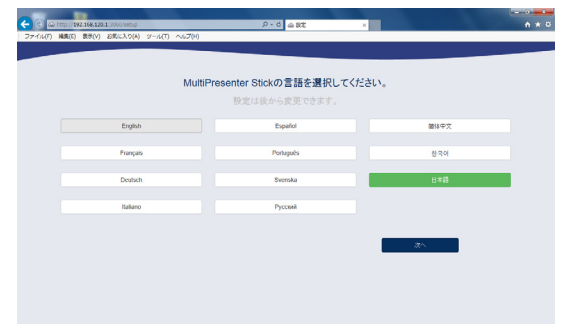 http://192.168.120.1
設定
ファイル(F) 編集(E) 表示(V) お気に入り(A) ツール(T) ヘルプ(H)
MultiPresenter Stickの言語を選択してください。
設定は後から変更できます。
English Español 简体中文
Français Português 한국어
Deutsch Svenska 日本語
Italiano Русский
次へ